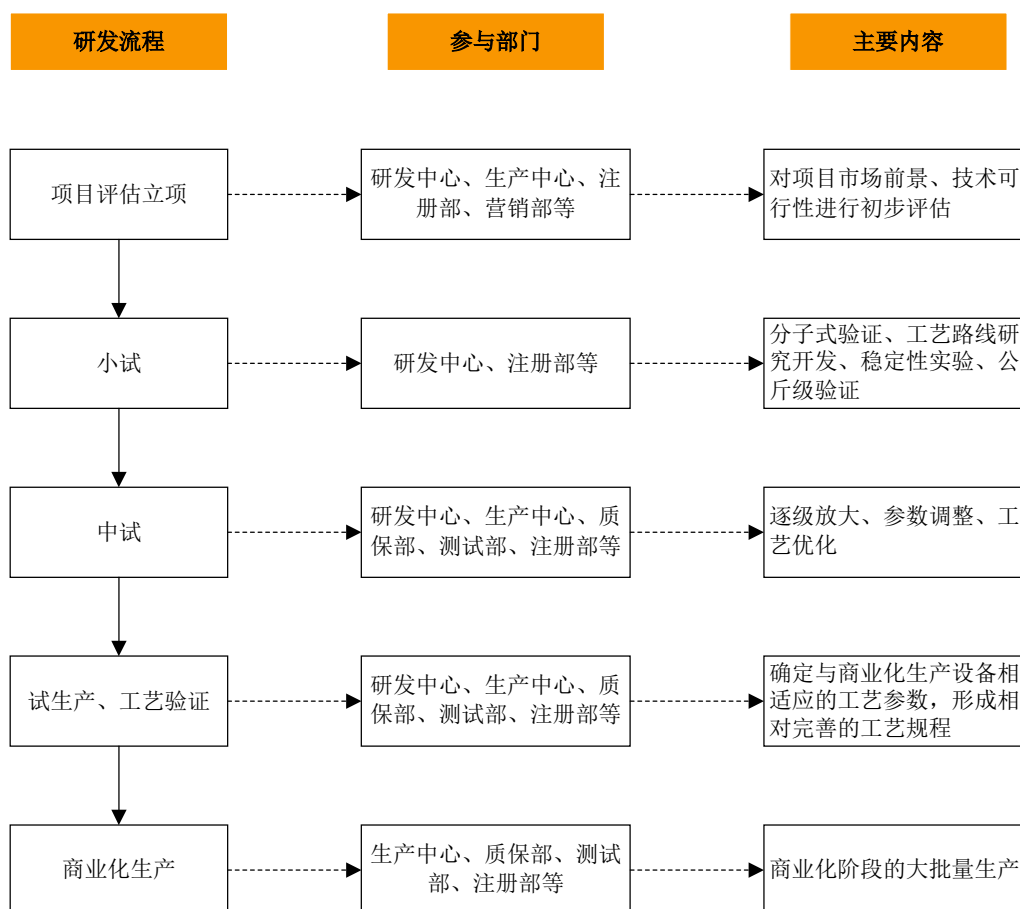 研发流程
参与部门
主要内容
项目评估立项
研发中心、生产中心、注
册部、营销部等
对项目市场前景、技术可
行性进行初步评估
小试
研发中心、注册部等
分子式验证、工艺路线研
究开发、稳定性实验、公
斤级验证
中试
研发中心、生产中心、质
保部、测试部、注册部等
逐级放大、参数调整、工
艺优化
试生产、工艺验证
研发中心、生产中心、质
保部、测试部、注册部等
确定与商业化生产设备相
适应的工艺参数，形成相
对完善的工艺规程
商业化生产
生产中心、质保部、测试
部、注册部等
商业化阶段的大批量生产